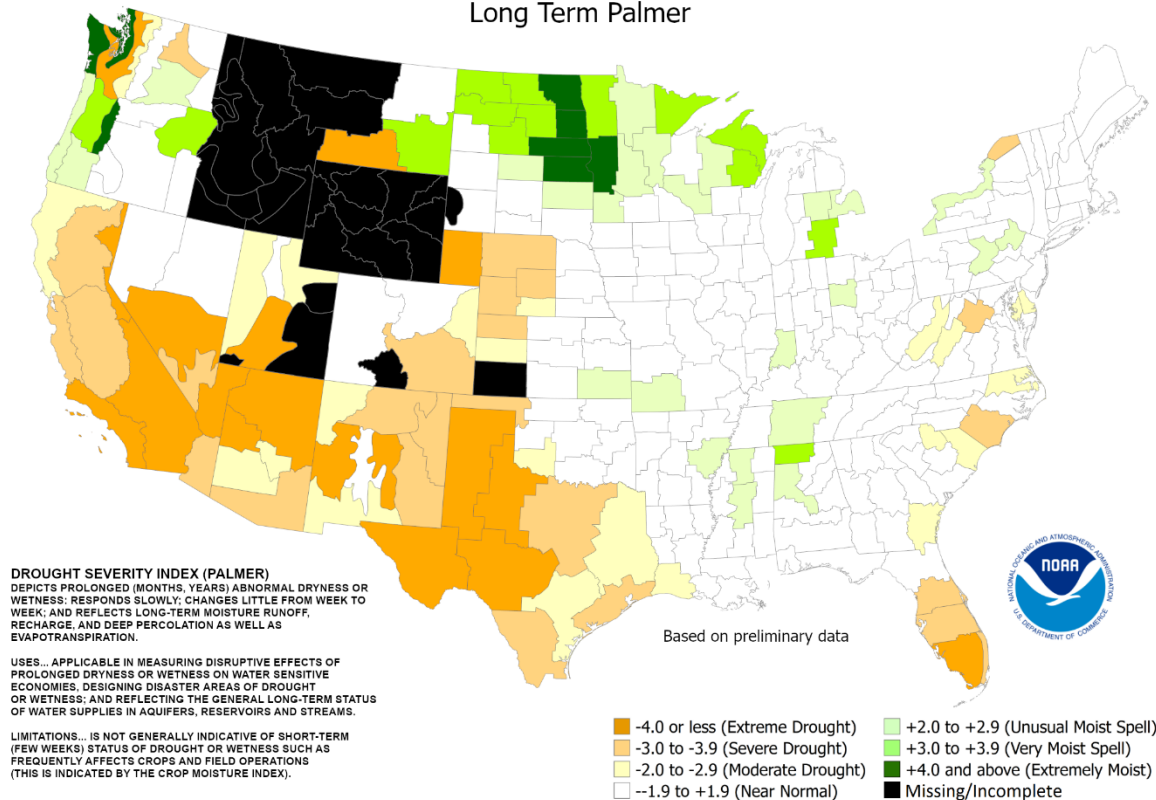 Long Term Palmer
DROUGHT SEVERITY INDEX (PALMER)
DEPICTS PROLONGED (MONTHS, YEARS) ABNORMAL DRYNESS OR
WETNESS: RESPONDS SLOWLY; CHANGES LITTLE FROM WEEK TO
WEEK; AND REFLECTS LONG-TERM MOISTURE RUNOFF,
RECHARGE, AND DEEP PERCOLATION AS WELL AS
EVAPOTRANSPIRATION.
USES... APPLICABLE IN MEASURING DISRUPTIVE EFFECTS OF
PROLONGED DRYNESS OR WETNESS ON WATER SENSITIVE
ECONOMIES, DESIGNING DISASTER AREAS OF DROUGHT
OR WETNESS; AND REFLECTING THE GENERAL LONG-TERM STATUS
OF WATER SUPPLIES IN AQUIFERS, RESERVOIRS AND STREAMS.
LIMITATIONS... IS NOT GENERALLY INDICATIVE OF SHORT-TERM
(FEW WEEKS) STATUS OF DROUGHT OR WETNESS SUCH AS
FREQUENTLY AFFECTS CROPS AND FIELD OPERATIONS
(THIS IS INDICATED BY THE CROP MOISTURE INDEX).
NATIONAL OCEANIC AND ATMOSPHERIC ADMINISTRATION
NOAA
U.S. DEPARTMENT OF COMMERCE
Based on preliminary data
-4.0 or less (Extreme Drought)
-3.0 to -3.9 (Severe Drought)
-2.0 to -2.9 (Moderate Drought)
--1.9 to +1.9 (Near Normal)
+2.0 to +2.9 (Unusual Moist Spell)
+3.0 to +3.9 (Very Moist Spell)
+4.0 and above (Extremely Moist)
Missing/Incomplete